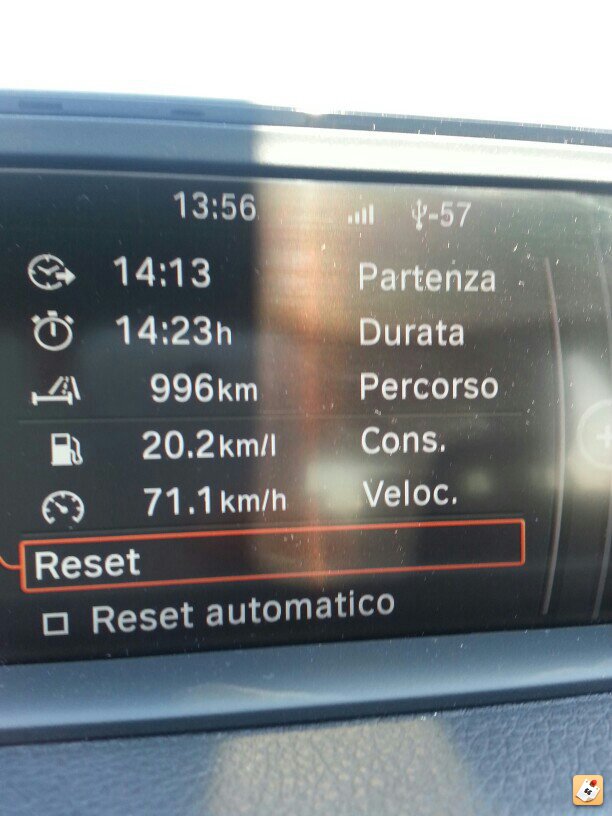 13:56 -57
14:13 Partenza
14:23h Durata
996km Percorso
20.2km/l Cons.
71.1km/h Veloc.
Reset
Reset automatico